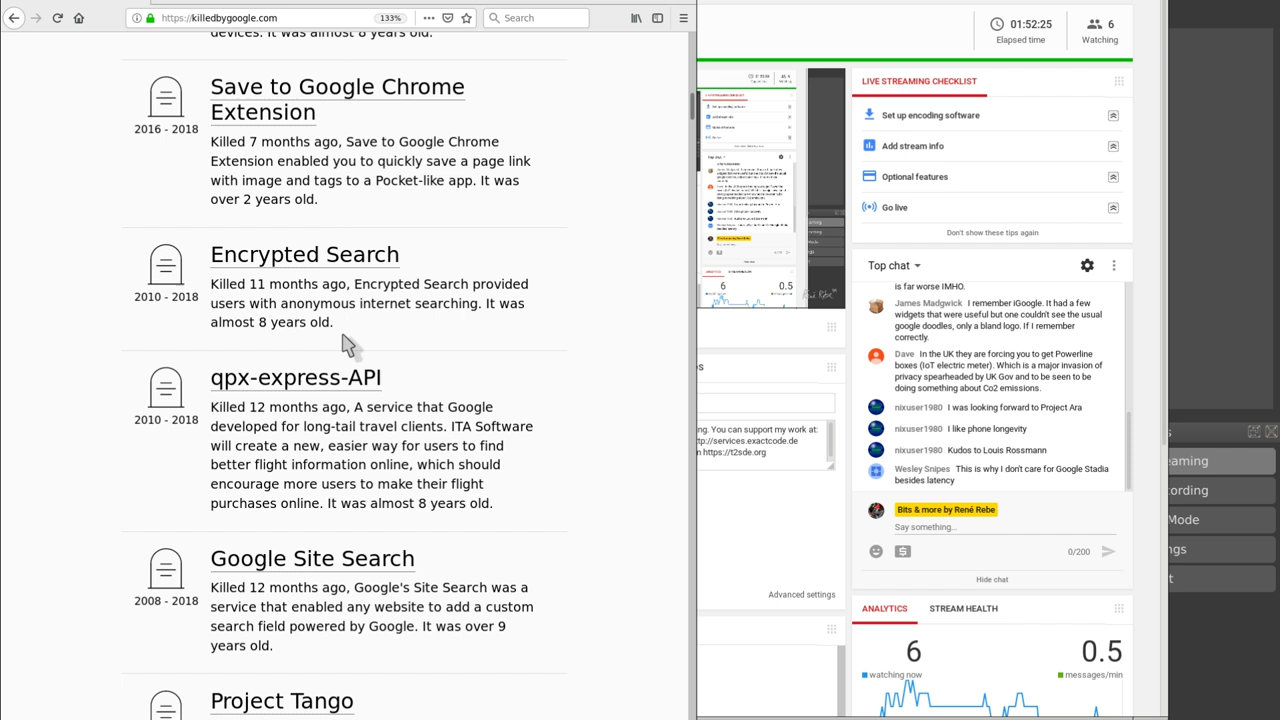 https://killedbygoogle.com
133%
Search
devices. It was almost 8 years old.
Save to Google Chrome
Extension
2016 - 2018
Killed 7 months ago, Save to Google Chrome
Extension enabled you to quickly save a page link
with image and tags to a Pocket-like app. It was
over 2 years old.
Encrypted Search
2010 - 2018
Killed 11 months ago, Encrypted Search provided
users with anonymous internet searching. It was
almost 8 years old.
qpx-express-API
2010 - 2018
Killed 12 months ago, A service that Google
developed for long-tail travel clients. ITA Software
will create a new, easier way for users to find
better flight information online, which should
encourage more users to make their flight
purchases online. It was almost 8 years old.
Google Site Search
2008 - 2018
Killed 12 months ago, Google's Site Search was a
service that enabled any website to add a custom
search field powered by Google. It was over 9
years old.
Project Tango
01:52:25
Elapsed time
6
Watching
LIVE STREAMING CHECKLIST
Set up encoding software
Add stream info
Optional features
Go live
Don't show these tips again
Top chat
is far worse IMHO.
James Madgwick I remember iGoogle. It had a few
widgets that were useful but one couldn't see the usual
google doodles, only a bland logo. If I remember
correctly.
Dave In the UK they are forcing you to get Powerline
boxes (IoT electric meter). Which is a major invasion of
privacy spearheaded by UK Gov and to be seen to be
doing something about Co2 emissions.
nixuser1980 I was looking forward to Project Ara
nixuser1980 I like phone longevity
nixuser1980 Kudos to Louis Rossmann
Wesley Snipes This is why I don't care for Google Stadia
besides latency
Bits & more by René Rebe
Say something...
0/200
Hide chat
ANALYTICS
STREAM HEALTH
6
watching now
0.5
messages/min
ng. You can support my work at:
ttp://services.exactcode.de
n https://t2sde.org
Advanced settings
6
0.5
René Rebe
s
eaming
ording
Mode
ngs
t